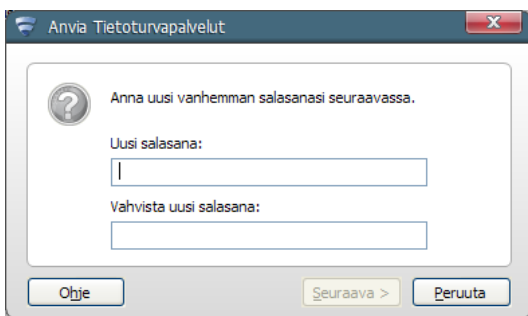 Anvia Tietoturvapalvelut
Anna uusi vanhemman salasanasi seuraavassa.
Uusi salasana:
Vahvista uusi salasana:
Ohje
Seuraava >
Peruuta